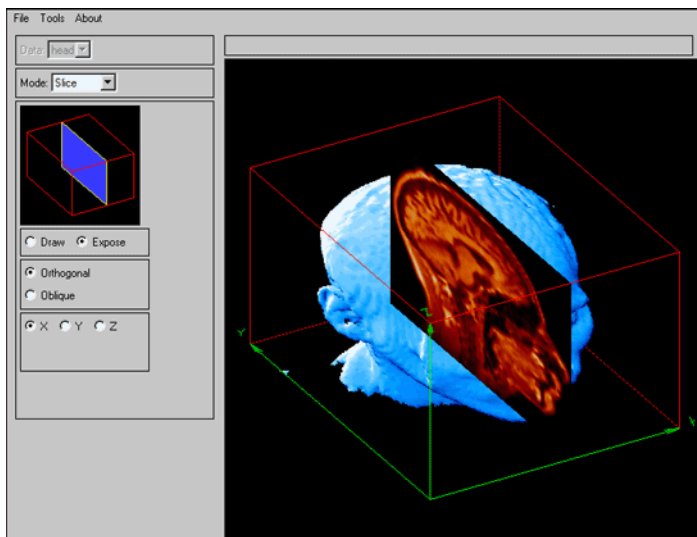 File Tools About
Data: head
Mode: Slice
Draw Expose
Orthogonal
Oblique
X Y Z
Z
Y
X